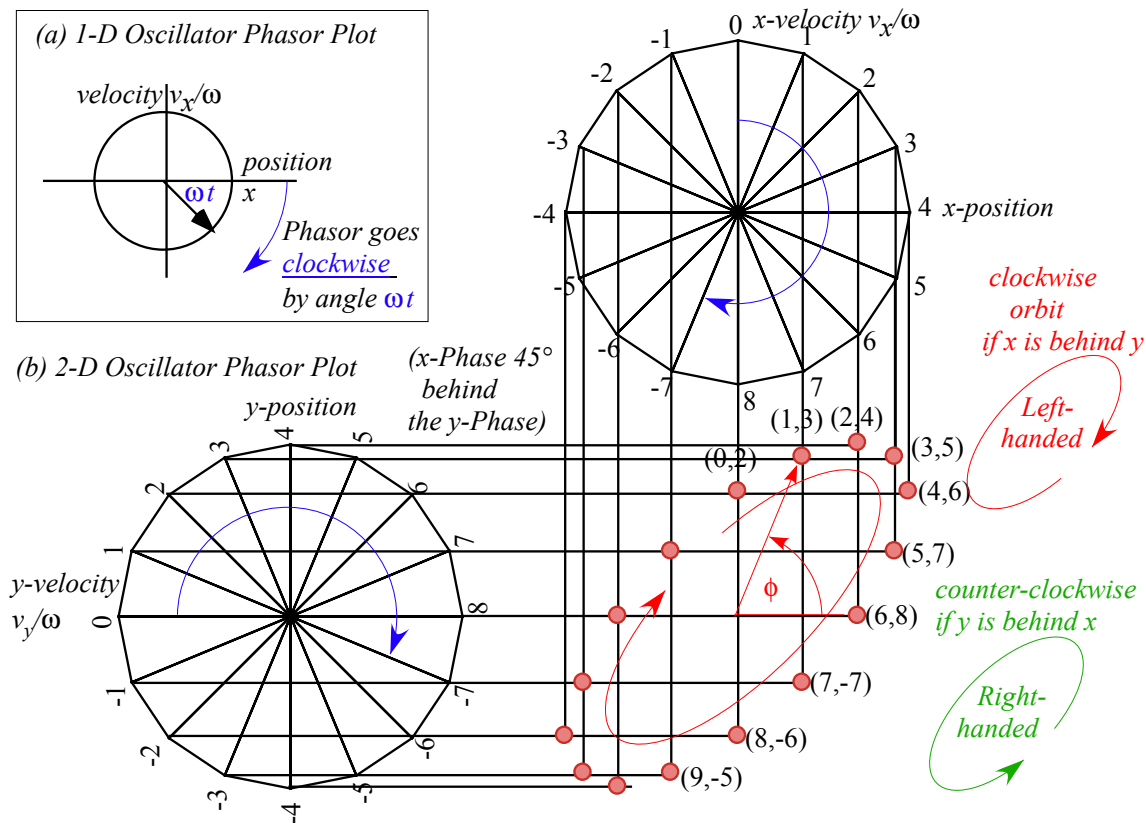 (a) 1-D Oscillator Phasor Plot
velocity vx/ω
position
x
ωt
Phasor goes
clockwise
by angle ωt
x-velocity vx/ω
0
1
2
3
4
5
6
7
8
-7
-6
-5
-4
-3
-2
-1
x-position
(b) 2-D Oscillator Phasor Plot
(x-Phase 45°
behind
the y-Phase)
y-position
y-velocity
vy/ω
0
1
2
3
4
5
6
7
8
-7
-6
-5
-4
-3
-2
-1
(0,2)
(1,3)
(2,4)
(3,5)
(4,6)
(5,7)
(6,8)
(7,-7)
(8,-6)
(9,-5)
ϕ
clockwise
orbit
if x is behind y
Left-
handed
counter-clockwise
if y is behind x
Right-
handed